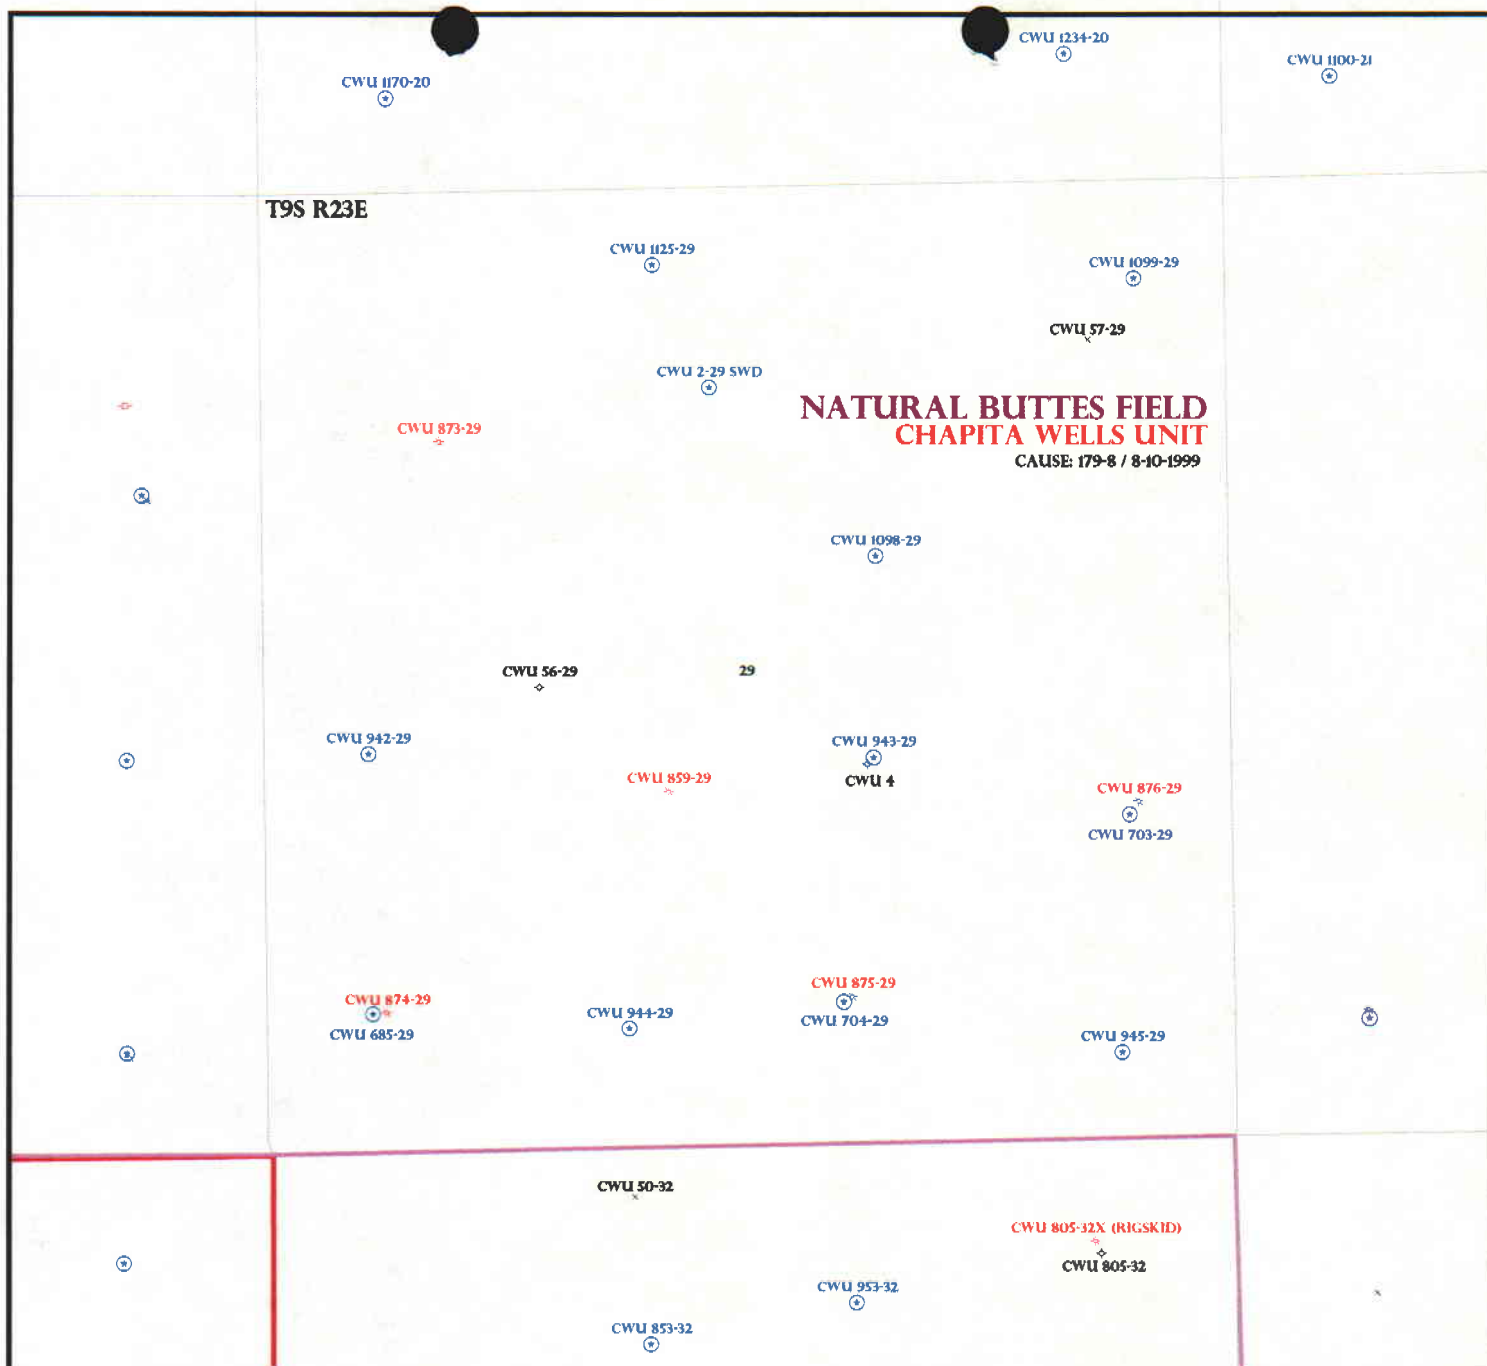 CWU 1234-20
CWU 1100-21
CWU 1170-20
T9S R23E
CWU 1125-29
CWU 1099-29
CWU 57-29
CWU 2-29 SWD
NATURAL BUTTES FIELD
CWU 873-29
CHAPITA WELLS UNIT
CAUSE: 179-8 / 8-10-1999
CWU 1098-29
CWU 56-29
29
CWU 942-29
CWU 943-29
CWU 859-29
CWU 4
CWU 876-29
CWU 703-29
CWU 874-29
CWU 875-29
CWU 685-29
CWU 944-29
CWU 704-29
CWU 945-29
CWU 50-32
CWU 805-32X (RIGSKID)
CWU 805-32
CWU 953-32
CWU 853-32